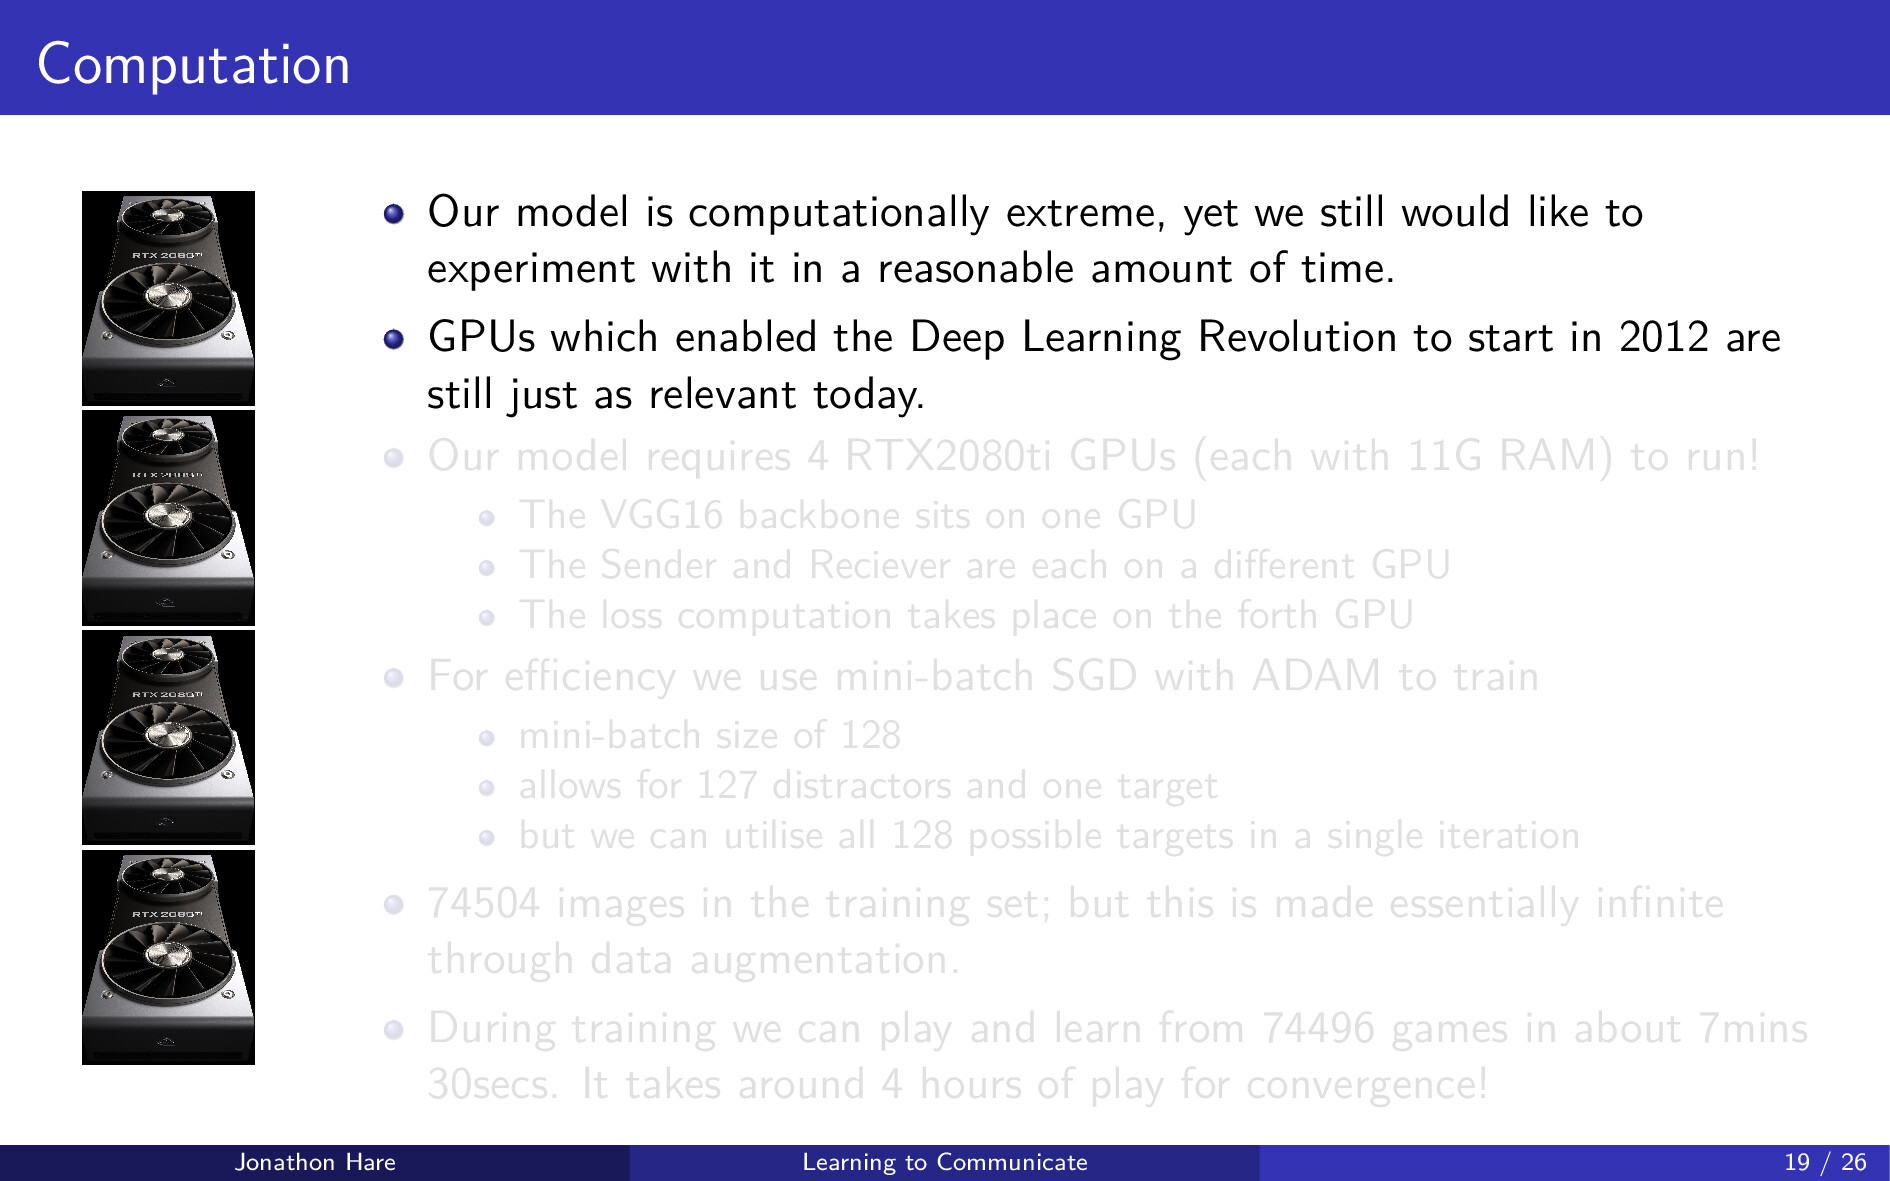 Computation
RTX 2080Ti
RTX 2080Ti
RTX 2080Ti
RTX 2080Ti
Our model is computationally extreme, yet we still would like to
experiment with it in a reasonable amount of time.
GPUs which enabled the Deep Learning Revolution to start in 2012 are
still just as relevant today.
Our model requires 4 RTX2080ti GPUs (each with 11G RAM) to run!
The VGG16 backbone sits on one GPU
The Sender and Reciever are each on a different GPU
The loss computation takes place on the forth GPU
For efficiency we use mini-batch SGD with ADAM to train
mini-batch size of 128
allows for 127 distractors and one target
but we can utilise all 128 possible targets in a single iteration
74504 images in the training set; but this is made essentially infinite
through data augmentation.
During training we can play and learn from 74496 games in about 7mins
30secs. It takes around 4 hours of play for convergence!
Jonathon Hare
Learning to Communicate
19 / 26